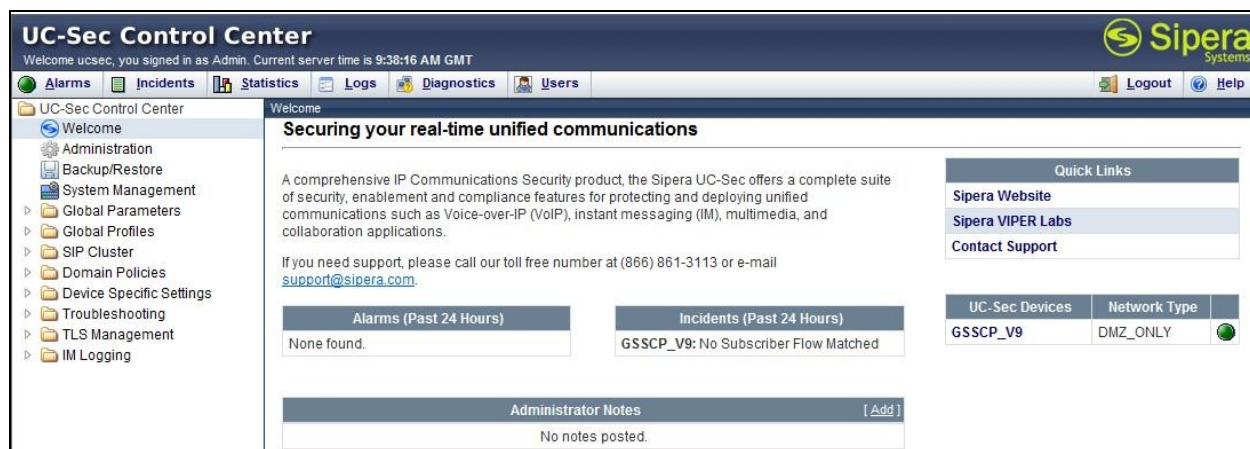 UC-Sec Control Center
Welcome ucsec, you signed in as Admin. Current server time is 9:38:16 AM GMT
Sipera
Systems
Alarms Incidents Statistics Logs Diagnostics Users Logout Help
UC-Sec Control Center
Welcome
Administration
Backup/Restore
System Management
Global Parameters
Global Profiles
SIP Cluster
Domain Policies
Device Specific Settings
Troubleshooting
TLS Management
IM Logging
Welcome
Securing your real-time unified communications
A comprehensive IP Communications Security product, the Sipera UC-Sec offers a complete suite
of security, enablement and compliance features for protecting and deploying unified
communications such as Voice-over-IP (VoIP), instant messaging (IM), multimedia, and
collaboration applications.
If you need support, please call our toll free number at (866) 861-3113 or e-mail
support@sipera.com.
Alarms (Past 24 Hours)
None found.
Incidents (Past 24 Hours)
GSSCP_V9: No Subscriber Flow Matched
Administrator Notes [ Add ]
No notes posted.
Quick Links
Sipera Website
Sipera VIPER Labs
Contact Support
UC-Sec Devices Network Type
GSSCP_V9 DMZ_ONLY